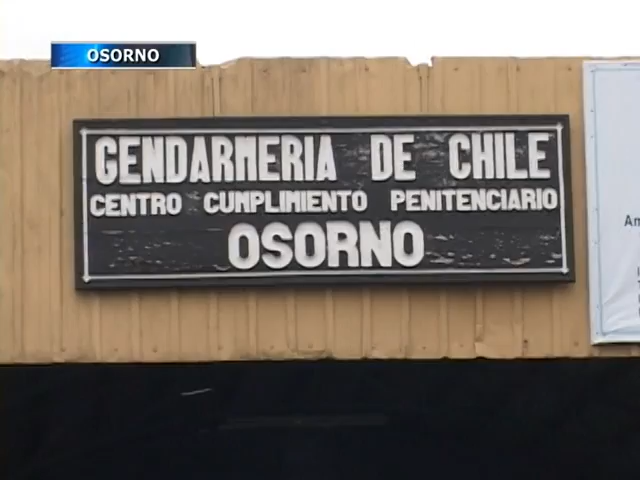 OSORNO
GENDARMERIA DE CHILE
CENTRO CUMPLIMIENTO PENITENCIARIO
OSORNO